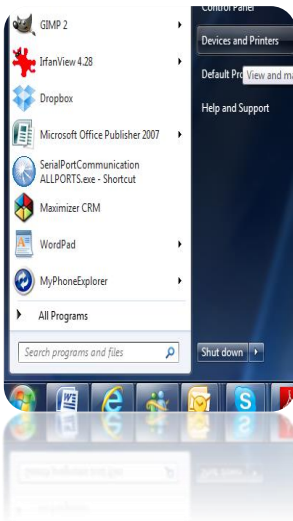 GIMP 2
IrfanView 4.28
Dropbox
Microsoft Office Publisher 2007
SerialPortCommunication
ALLPORTS.exe - Shortcut
Maximizer CRM
WordPad
MyPhoneExplorer
All Programs
Search programs and files
Control Panel
Devices and Printers
Default Pro
View and ma
Help and Support
Shut down